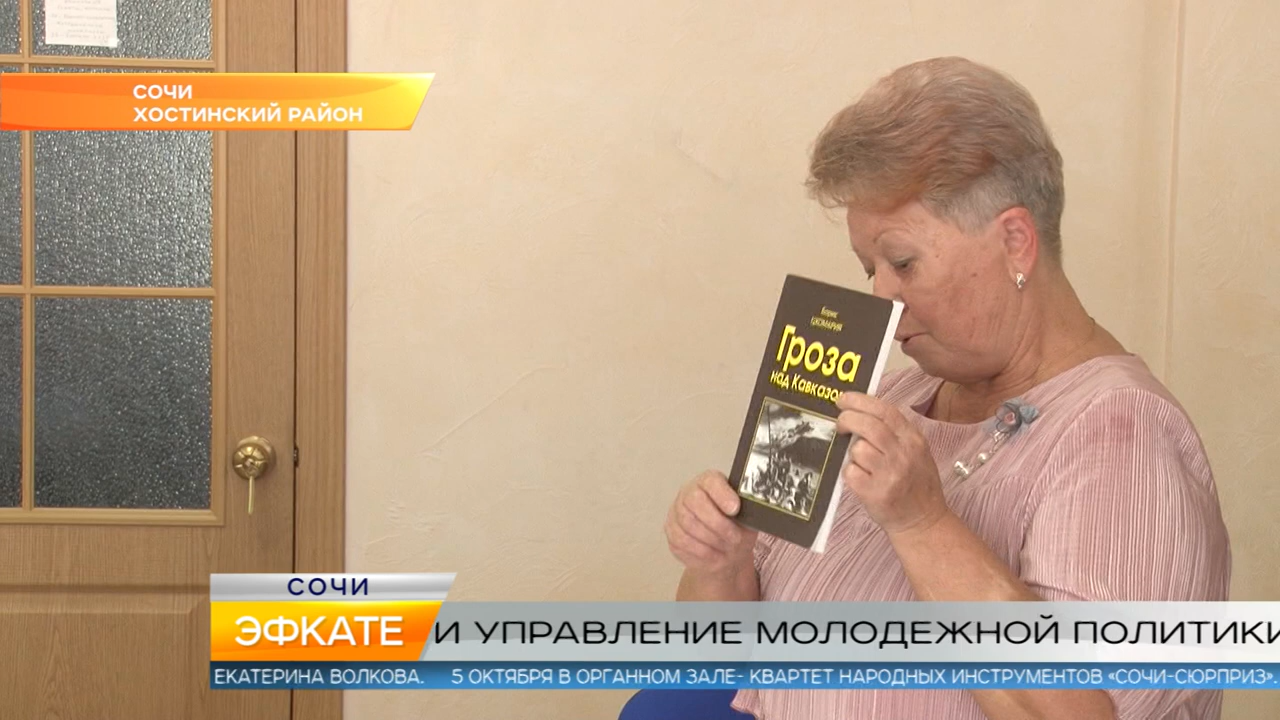 СОЧИ
ХОСТИНСКИЙ РАЙОН
Борис
Гроза
над Кавказом
СОЧИ
ЭФКАТЕ
И УПРАВЛЕНИЕ МОЛОДЕЖНОЙ ПОЛИТИКИ
ЕКАТЕРИНА ВОЛКОВА. 5 ОКТЯБРЯ В ОРГАННОМ ЗАЛЕ- КВАРТЕТ НАРОДНЫХ ИНСТРУМЕНТОВ «СОЧИ-СЮРПРИЗ».